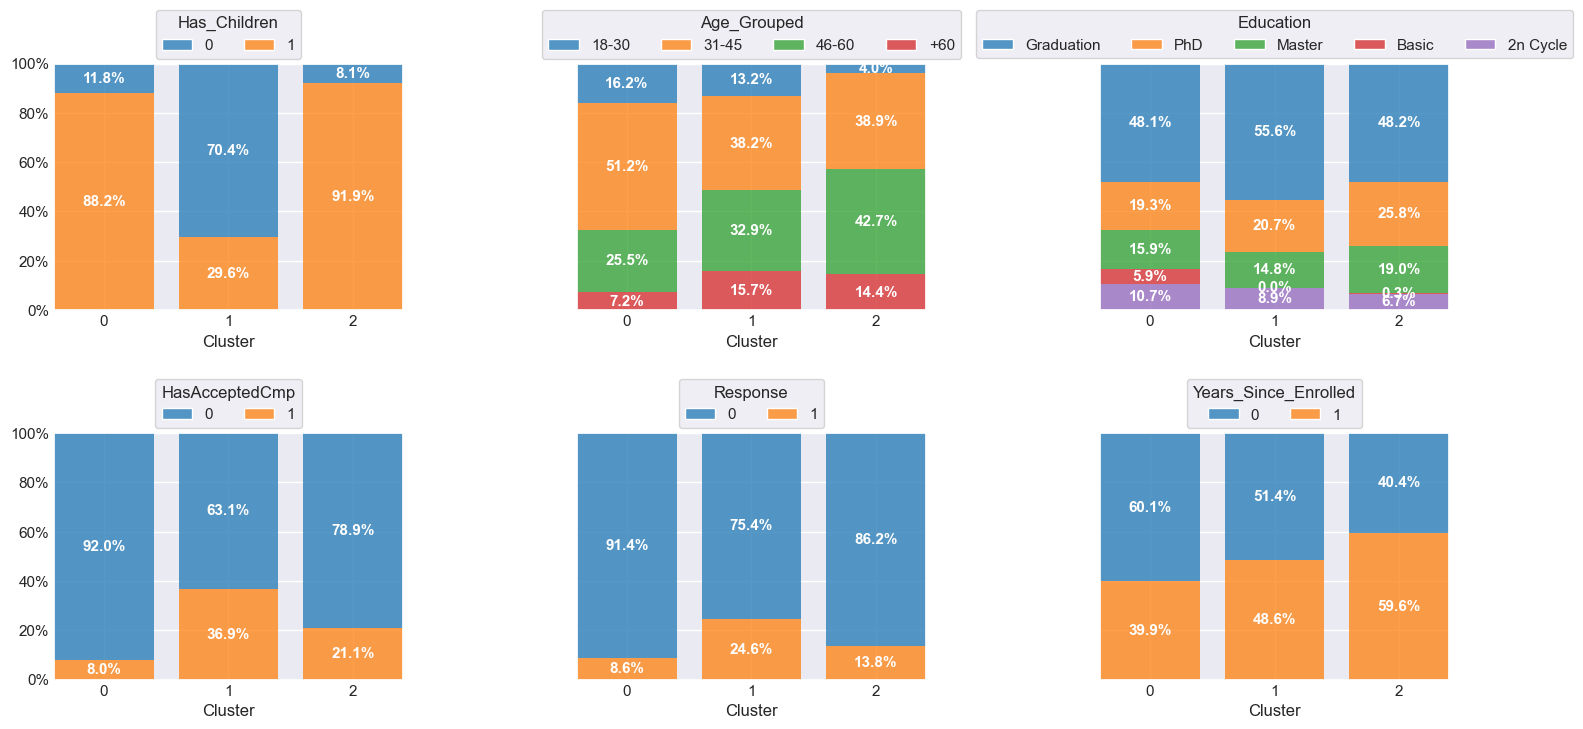 Has_Children
0 1
Age_Grouped
18-30 31-45 46-60 +60
Education
Graduation PhD Master Basic 2n Cycle
100%
80%
60%
40%
20%
0%
11.8% 70.4% 8.1%
88.2% 29.6% 91.9%
0 1 2
Cluster
16.2% 13.2% 4.0%
51.2% 38.2% 38.9%
25.5% 32.9% 42.7%
7.2% 15.7% 14.4%
0 1 2
Cluster
48.1% 55.6% 48.2%
19.3% 20.7% 25.8%
15.9% 14.8% 19.0%
5.9% 0.0% 0.3%
10.7% 8.9% 6.7%
0 1 2
Cluster
HasAcceptedCmp
0 1
Response
0 1
Years_Since_Enrolled
0 1
100%
80%
60%
40%
20%
0%
92.0% 63.1% 78.9%
8.0% 36.9% 21.1%
0 1 2
Cluster
91.4% 75.4% 86.2%
8.6% 24.6% 13.8%
0 1 2
Cluster
60.1% 51.4% 40.4%
39.9% 48.6% 59.6%
0 1 2
Cluster